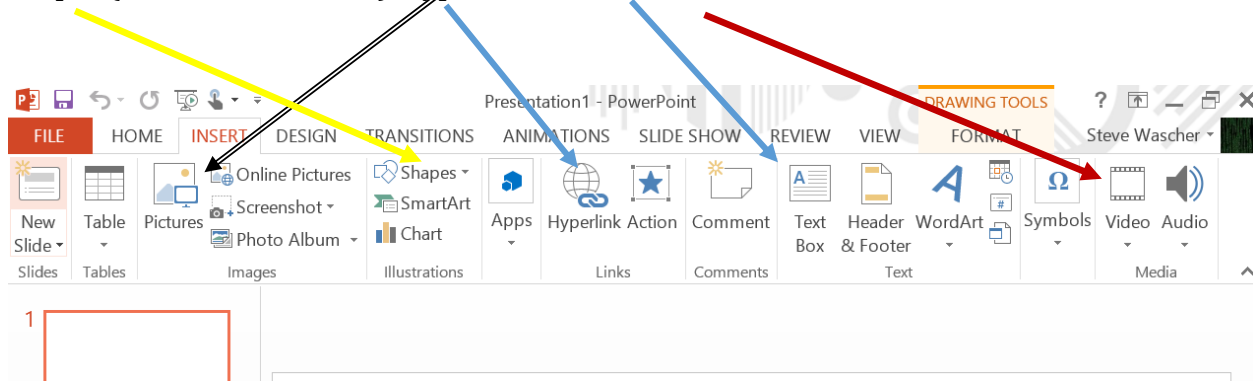 Presentation1 - PowerPoint
DRAWING TOOLS
?
FILE HOME INSERT DESIGN TRANSITIONS ANIMATIONS SLIDE SHOW REVIEW VIEW FORMAT Steve Wascher
New Slide
Table
Pictures
Online Pictures
Screenshot
Photo Album
Shapes
SmartArt
Chart
Apps
Hyperlink
Action
Comment
Text Box
Header & Footer
WordArt
Symbols
Video
Audio
Slides Tables Images Illustrations Links Comments Text Media
1